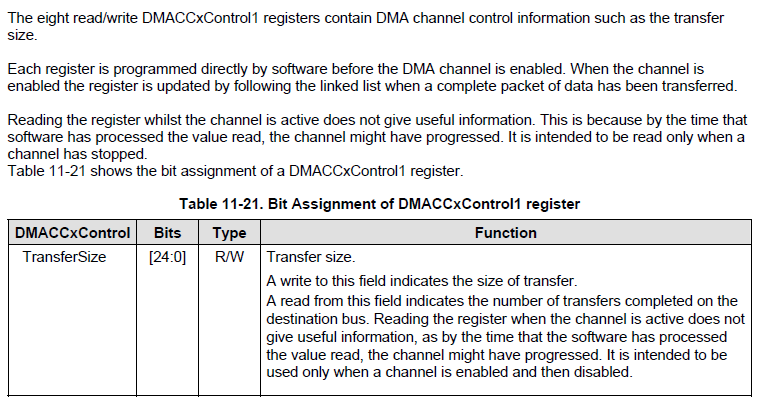 The eight read/write DMACCxControl1 registers contain DMA channel control information such as the transfer
size.
Each register is programmed directly by software before the DMA channel is enabled. When the channel is
enabled the register is updated by following the linked list when a complete packet of data has been transferred.
Reading the register whilst the channel is active does not give useful information. This is because by the time that
software has processed the value read, the channel might have progressed. It is intended to be read only when a
channel has stopped.
Table 11-21 shows the bit assignment of a DMACCxControl1 register.
Table 11-21. Bit Assignment of DMACCxControl1 register
DMACCxControl Bits Type Function
TransferSize [24:0] R/W Transfer size.
A write to this field indicates the size of transfer.
A read from this field indicates the number of transfers completed on the
destination bus. Reading the register when the channel is active does not
give useful information, as by the time that the software has processed
the value read, the channel might have progressed. It is intended to be
used only when a channel is enabled and then disabled.